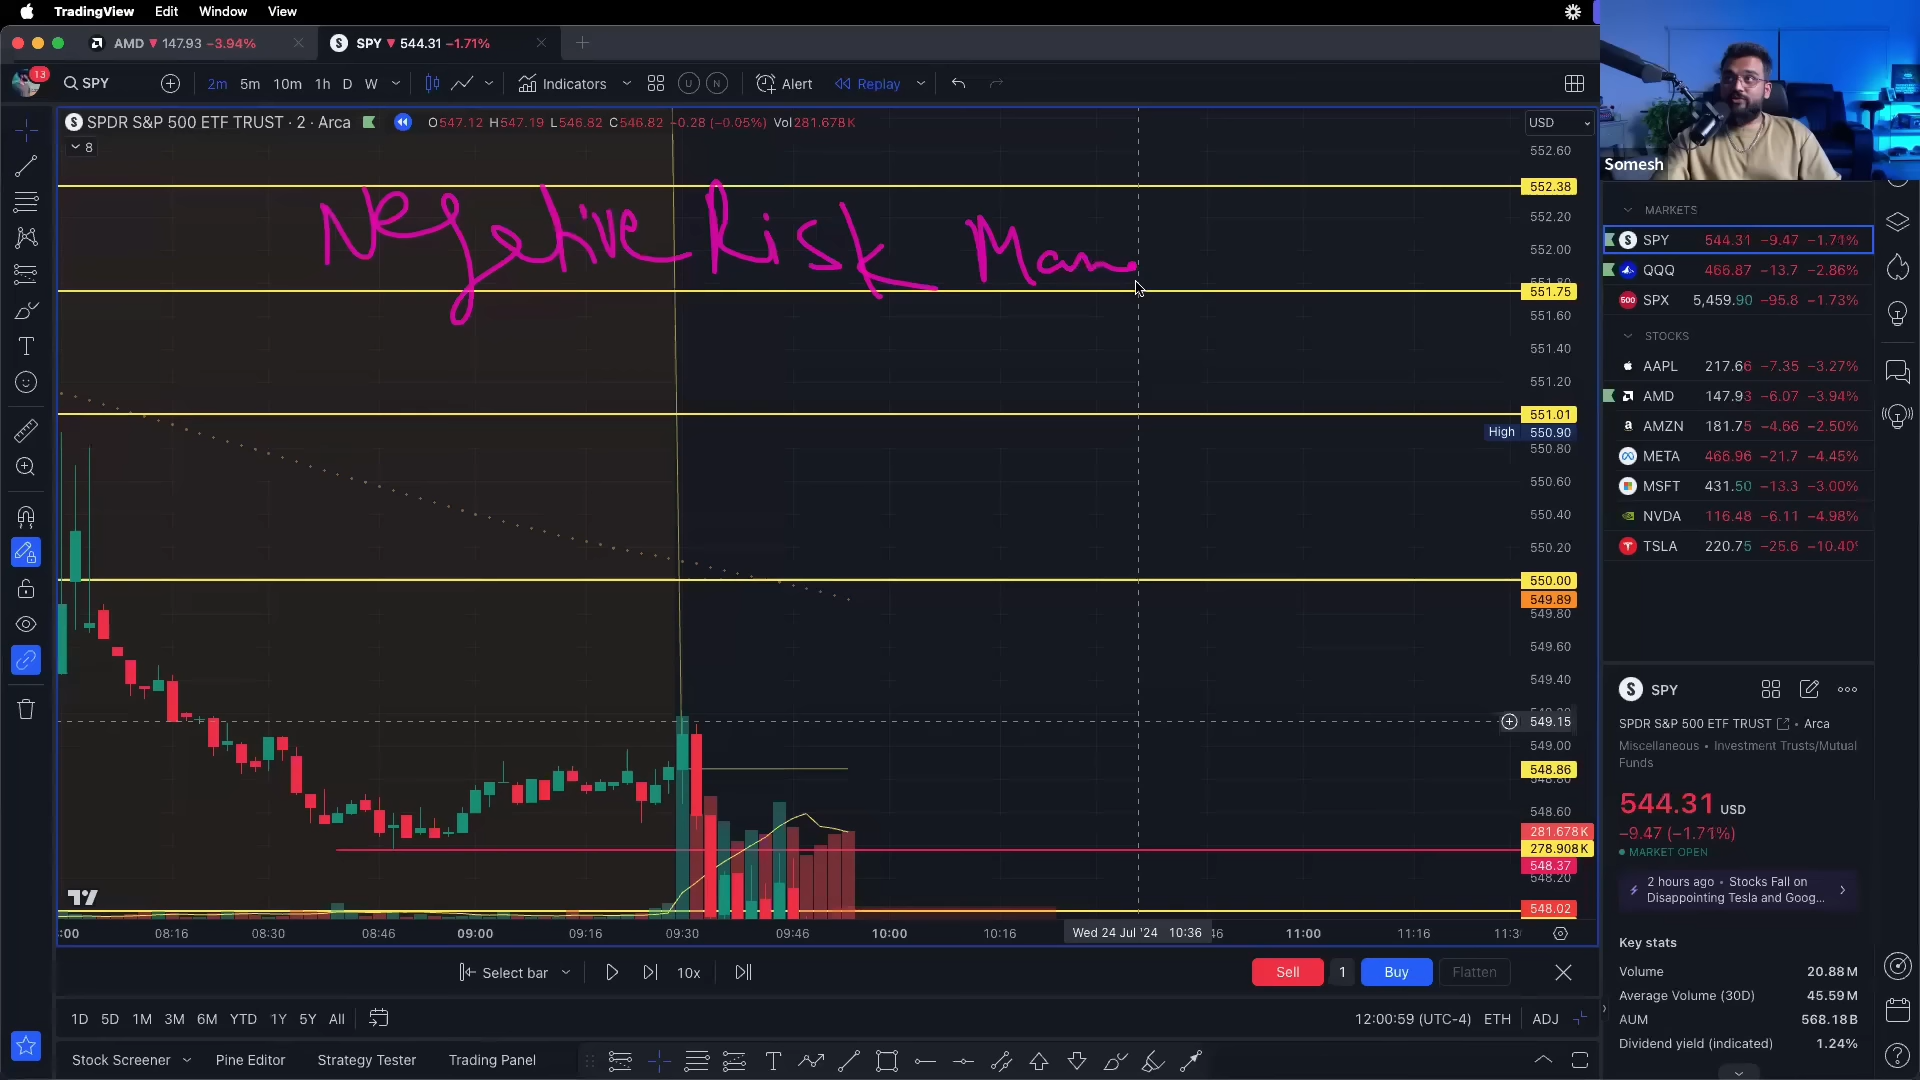 TradingView Edit Window View
AMD 147.93 −3.94%
SPY 544.31 −1.71%
13
SPY 2m 5m 10m 1h D W Indicators U N Alert Replay
SPDR S&P 500 ETF TRUST · 2 · Arca O547.12 H547.19 L546.82 C546.82 −0.28 (−0.05%) Vol281.678K
8
Negetive Risk Man
USD
552.60
552.38
552.20
552.00
551.75
551.60
551.40
551.20
551.01
High 550.90
550.80
550.60
550.40
550.20
550.00
549.89
549.80
549.60
549.40
549.15
549.00
548.86
548.60
281.678K
278.908K
548.37
548.20
548.02
:00 08:16 08:30 08:46 09:00 09:16 09:30 09:46 10:00 10:16 Wed 24 Jul '24 10:36 11:00 11:16
Select bar 10x Sell 1 Buy Flatten
1D 5D 1M 3M 6M YTD 1Y 5Y All 12:00:59 (UTC-4) ETH ADJ
Stock Screener Pine Editor Strategy Tester Trading Panel
Somesh
MARKETS
SPY 544.31 −9.47 −1.71%
QQQ 466.87 −13.7 −2.86%
500 SPX 5,459.90 −95.8 −1.73%
STOCKS
AAPL 217.66 −7.35 −3.27%
AMD 147.93 −6.07 −3.94%
AMZN 181.75 −4.66 −2.50%
META 466.96 −21.7 −4.45%
MSFT 431.50 −13.3 −3.00%
NVDA 116.48 −6.11 −4.98%
TSLA 220.75 −25.6 −10.40
SPY
SPDR S&P 500 ETF TRUST • Arca
Miscellaneous • Investment Trusts/Mutual
Funds
544.31 USD
−9.47 (−1.71%)
MARKET OPEN
2 hours ago • Stocks Fall on
Disappointing Tesla and Goog...
Key stats
Volume 20.88M
Average Volume (30D) 45.59M
AUM 568.18B
Dividend yield (indicated) 1.24%